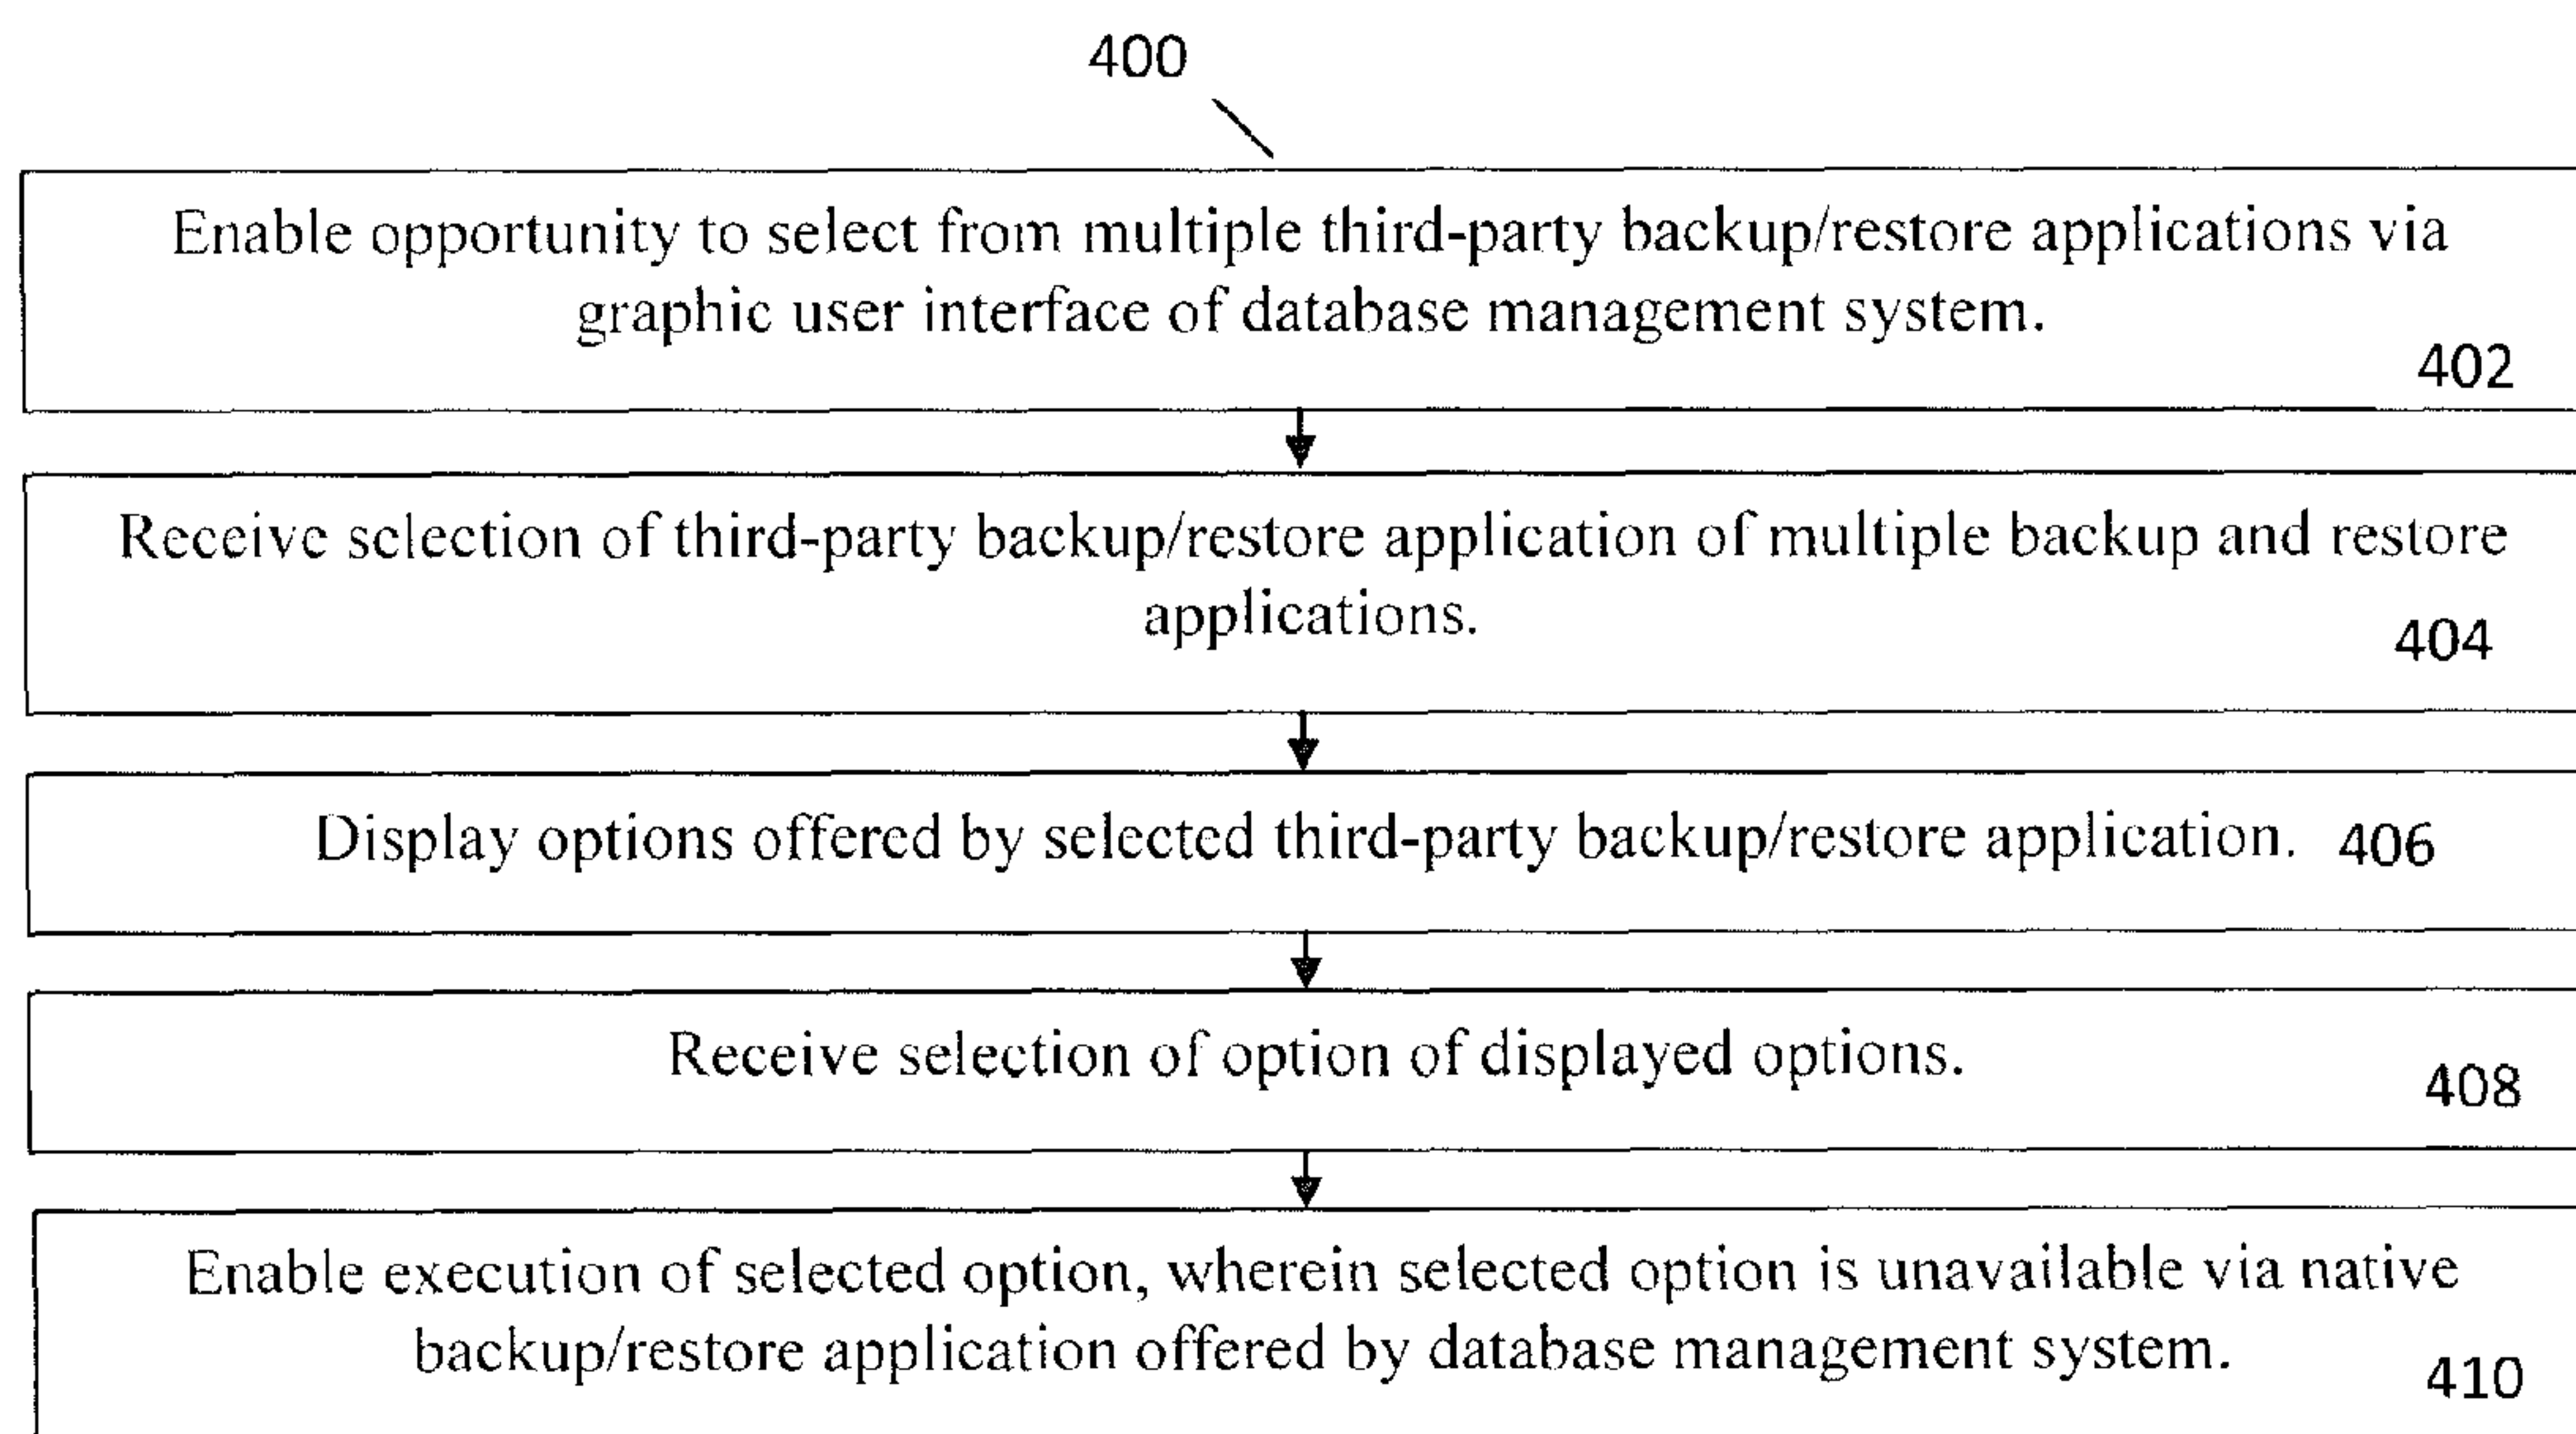 400
Enable opportunity to select from multiple third-party backup/restore applications via
graphic user interface of database management system.
402
Receive selection of third-party backup/restore application of multiple backup and restore
applications.
404
Display options offered by selected third-party backup/restore application. 406
Receive selection of option of displayed options.
408
Enable execution of selected option, wherein selected option is unavailable via native
backup/restore application offered by database management system.
410